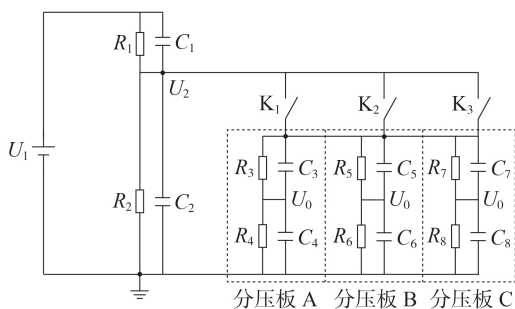 R1 C1
U2
K1 K2 K3
U1
R3 C3 R5 C5 R7 C7
R2 C2 U0 U0 U0
R4 C4 R6 C6 R8 C8
分压板 A 分压板 B 分压板 C